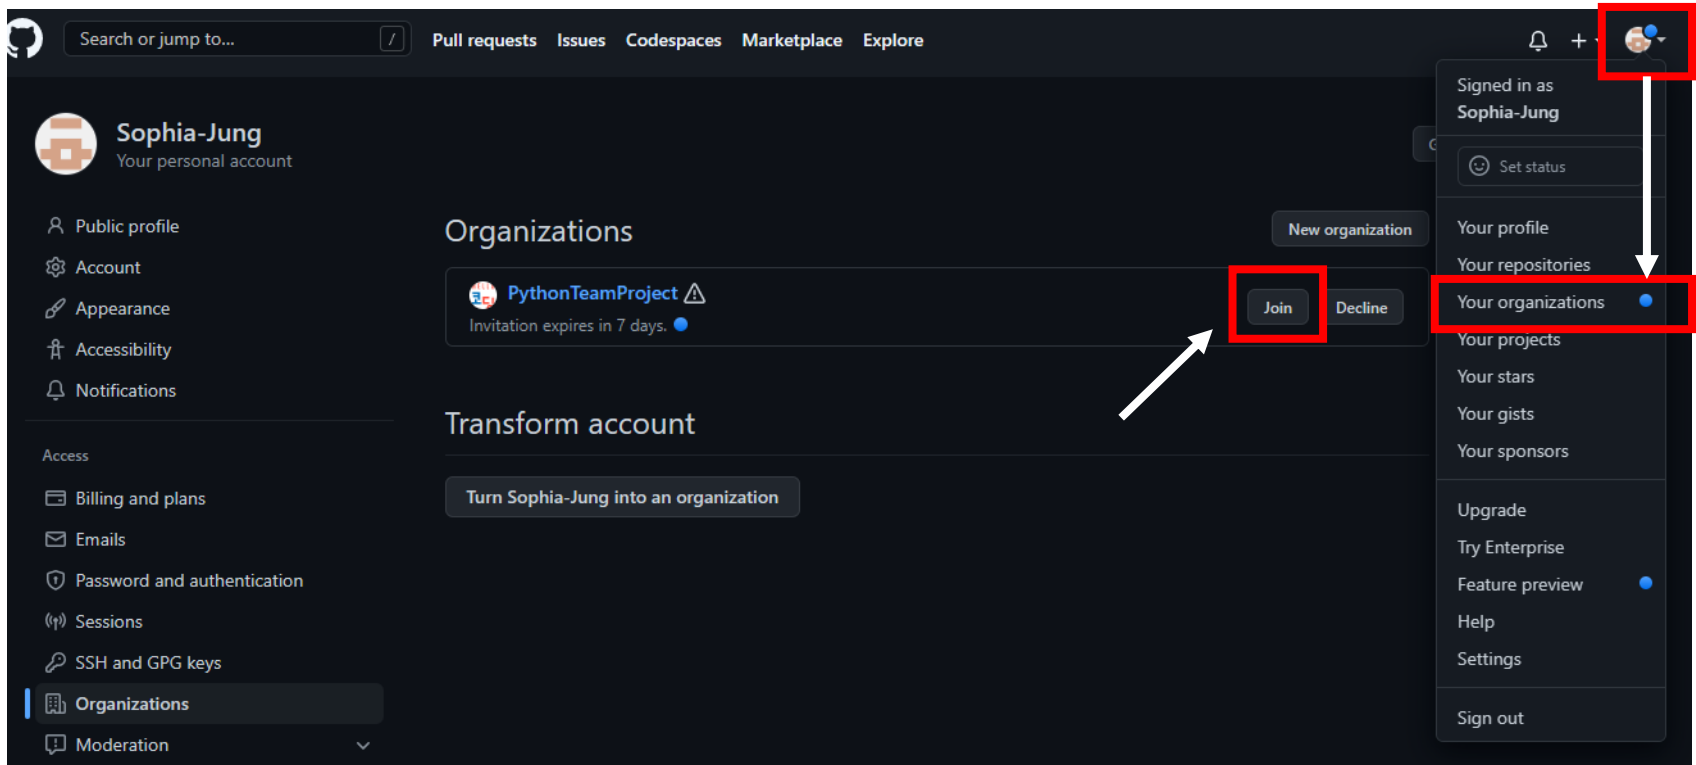 Search or jump to...
/
Pull requests
Issues
Codespaces
Marketplace
Explore
Sophia-Jung
Your personal account
Public profile
Account
Appearance
Accessibility
Notifications
Access
Billing and plans
Emails
Password and authentication
Sessions
SSH and GPG keys
Organizations
Moderation
Organizations
New organization
PythonTeamProject
Invitation expires in 7 days.
Join
Decline
Transform account
Turn Sophia-Jung into an organization
Signed in as
Sophia-Jung
Set status
Your profile
Your repositories
Your organizations
Your projects
Your stars
Your gists
Your sponsors
Upgrade
Try Enterprise
Feature preview
Help
Settings
Sign out